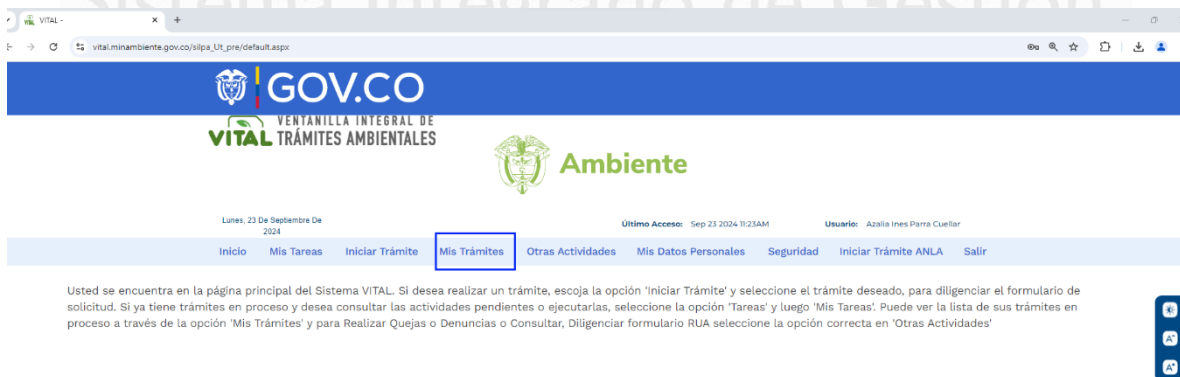 Sistema Integrado de Gestión
VITAL -
vital.minambiente.gov.co/silpa_Ut_pre/default.aspx
GOV.CO
VITAL
VENTANILLA INTEGRAL DE
TRÁMITES AMBIENTALES
Ambiente
Lunes, 23 De Septiembre De
2024
Último Acceso: Sep 23 2024 11:23AM
Usuario: Azalia Ines Parra Cuellar
Inicio Mis Tareas Iniciar Trámite Mis Trámites Otras Actividades Mis Datos Personales Seguridad Iniciar Trámite ANLA Salir
Usted se encuentra en la página principal del Sistema VITAL. Si desea realizar un trámite, escoja la opción 'Iniciar Trámite' y seleccione el trámite deseado, para diligenciar el formulario de
solicitud. Si ya tiene trámites en proceso y desea consultar las actividades pendientes o ejecutarlas, seleccione la opción 'Tareas' y luego 'Mis Tareas'. Puede ver la lista de sus trámites en
proceso a través de la opción 'Mis Trámites' y para Realizar Quejas o Denuncias o Consultar, Diligenciar formulario RUA seleccione la opción correcta en 'Otras Actividades'